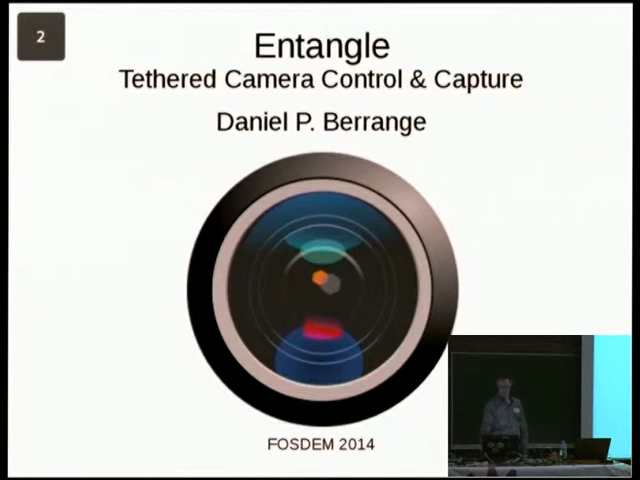 2
Entangle
Tethered Camera Control & Capture
Daniel P. Berrange
FOSDEM 2014